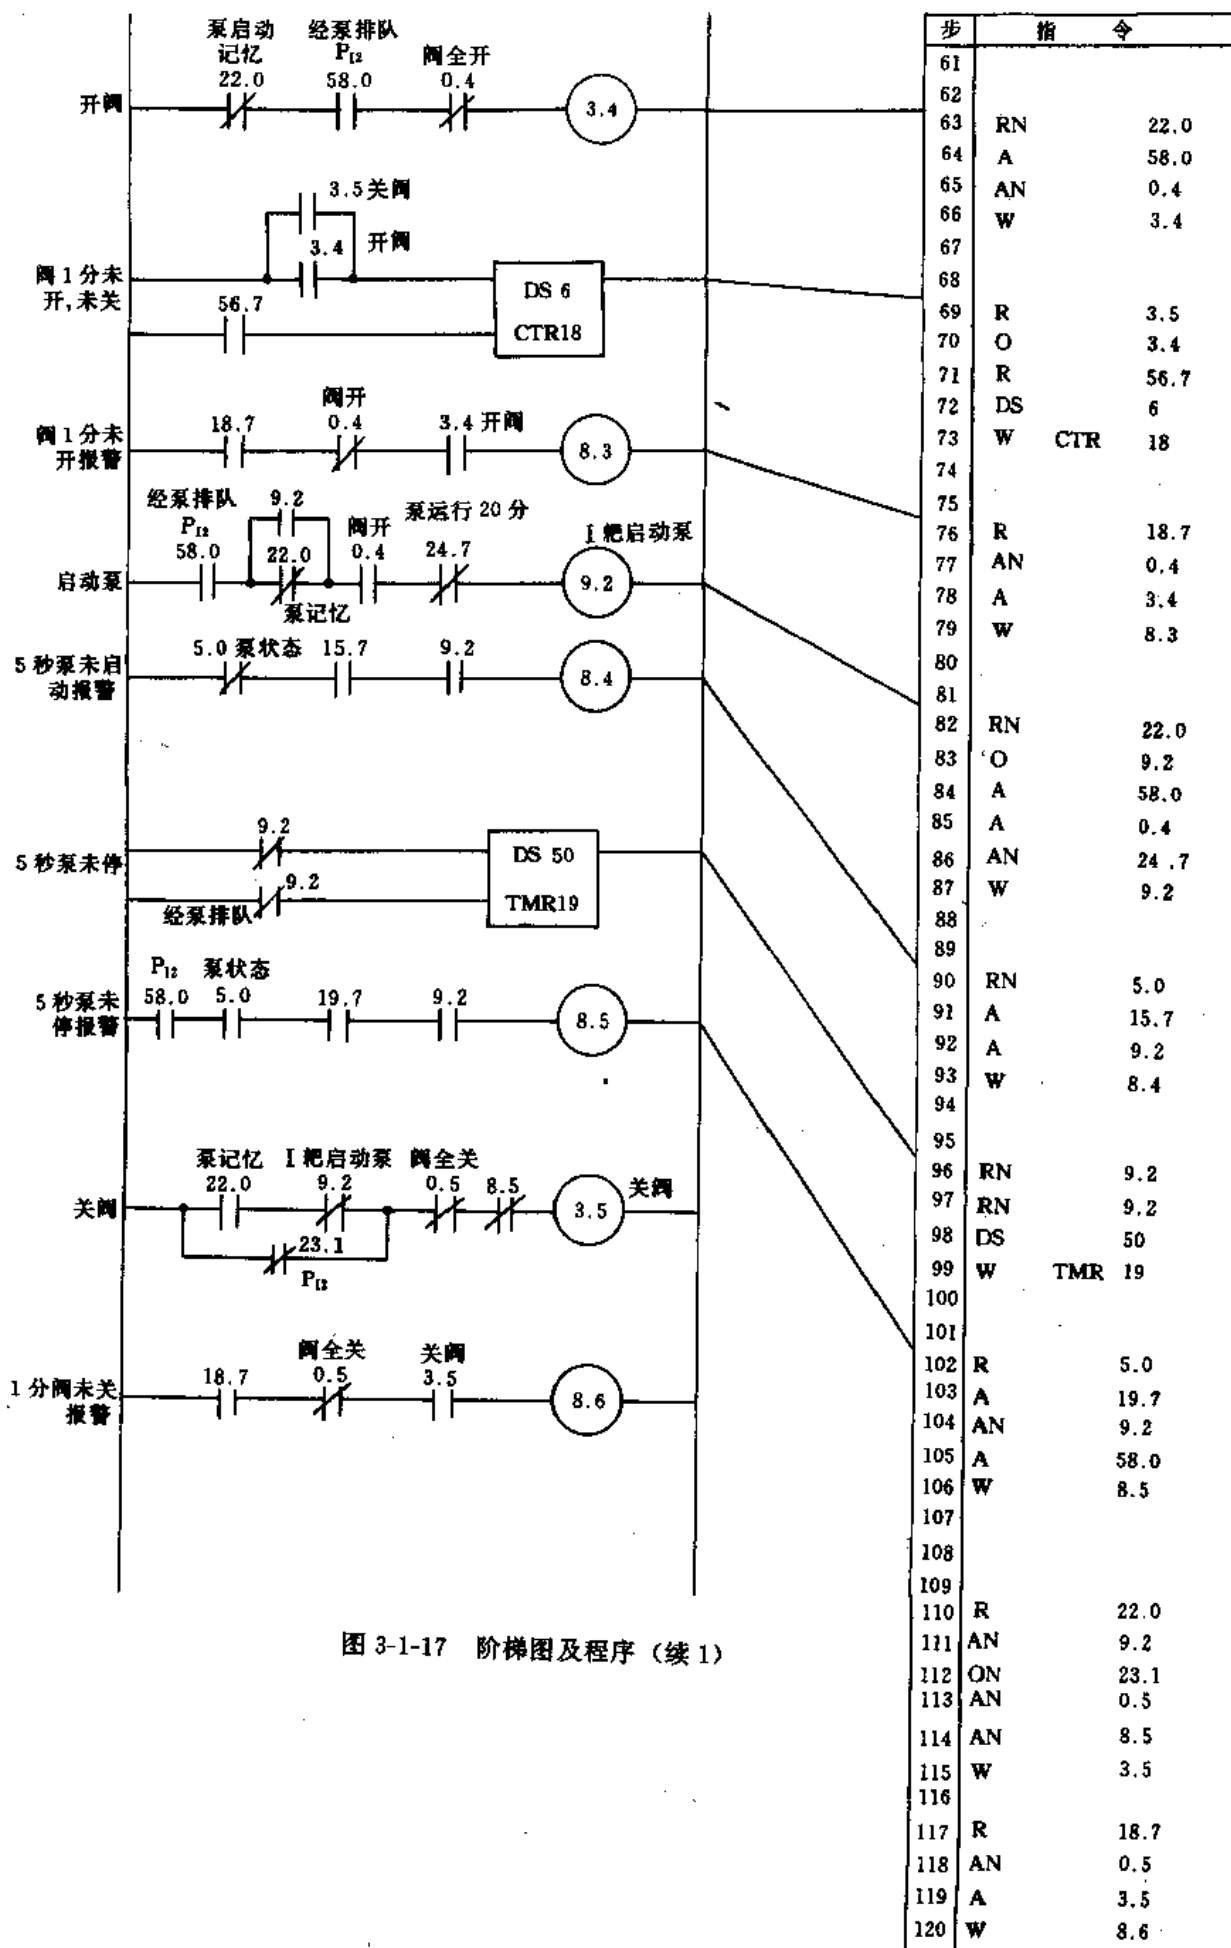 泵启动 经泵排队
记忆 P₁₂ 阀全开
22.0 58.0 0.4
开阀 3.4
3.5关阀
3.4 开阀
阀1分未
开,未关
DS 6
56.7
CTR18
阀开
18.7 0.4 3.4开阀
阀1分未
开报警
8.3
经泵排队 9.2 泵运行20分
P₁₂ 阀开 I 耙启动泵
58.0 22.0 0.4 24.7
启动泵 9.2
泵记忆
5.0泵状态 15.7 9.2
5秒泵未启
动报警
8.4
9.2
5秒泵未停 DS 50
9.2
经泵排队 TMR19
P₁₂ 泵状态
58.0 5.0 19.7 9.2
5秒泵未
停报警
8.5
泵记忆 I 耙启动泵 阀全关
22.0 9.2 0.5 8.5 关阀
关阀 3.5
23.1
P₁₂
阀全关 关阀
18.7 0.5 3.5
1分阀未关
报警
8.6
图 3-1-17 阶梯图及程序（续1）
步 指 令
61
62
63 RN 22.0
64 A 58.0
65 AN 0.4
66 W 3.4
67
68
69 R 3.5
70 O 3.4
71 R 56.7
72 DS 6
73 W CTR 18
74
75
76 R 18.7
77 AN 0.4
78 A 3.4
79 W 8.3
80
81
82 RN 22.0
83 O 9.2
84 A 58.0
85 A 0.4
86 AN 24.7
87 W 9.2
88
89
90 RN 5.0
91 A 15.7
92 A 9.2
93 W 8.4
94
95
96 RN 9.2
97 RN 9.2
98 DS 50
99 W TMR 19
100
101
102 R 5.0
103 A 19.7
104 AN 9.2
105 A 58.0
106 W 8.5
107
108
109
110 R 22.0
111 AN 9.2
112 ON 23.1
113 AN 0.5
114 AN 8.5
115 W 3.5
116
117 R 18.7
118 AN 0.5
119 A 3.5
120 W 8.6